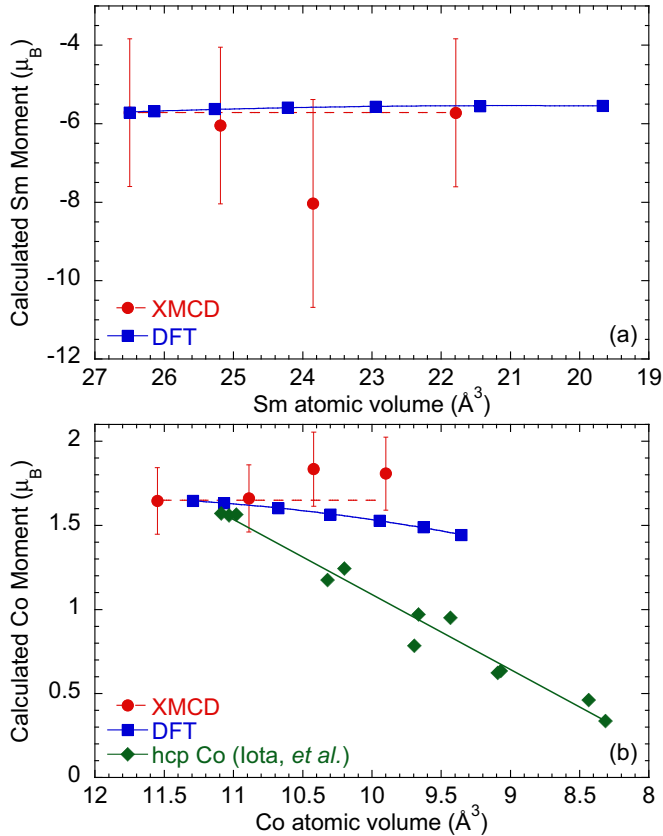 -4
-6
-8
-10
-12
Calculated Sm Moment (μB)
XMCD
DFT
(a)
27 26 25 24 23 22 21 20 19
Sm atomic volume (Å³)
2
1.5
1
0.5
0
Calculated Co Moment (μB)
XMCD
DFT
hcp Co (Iota, et al.)
(b)
12 11.5 11 10.5 10 9.5 9 8.5 8
Co atomic volume (Å³)